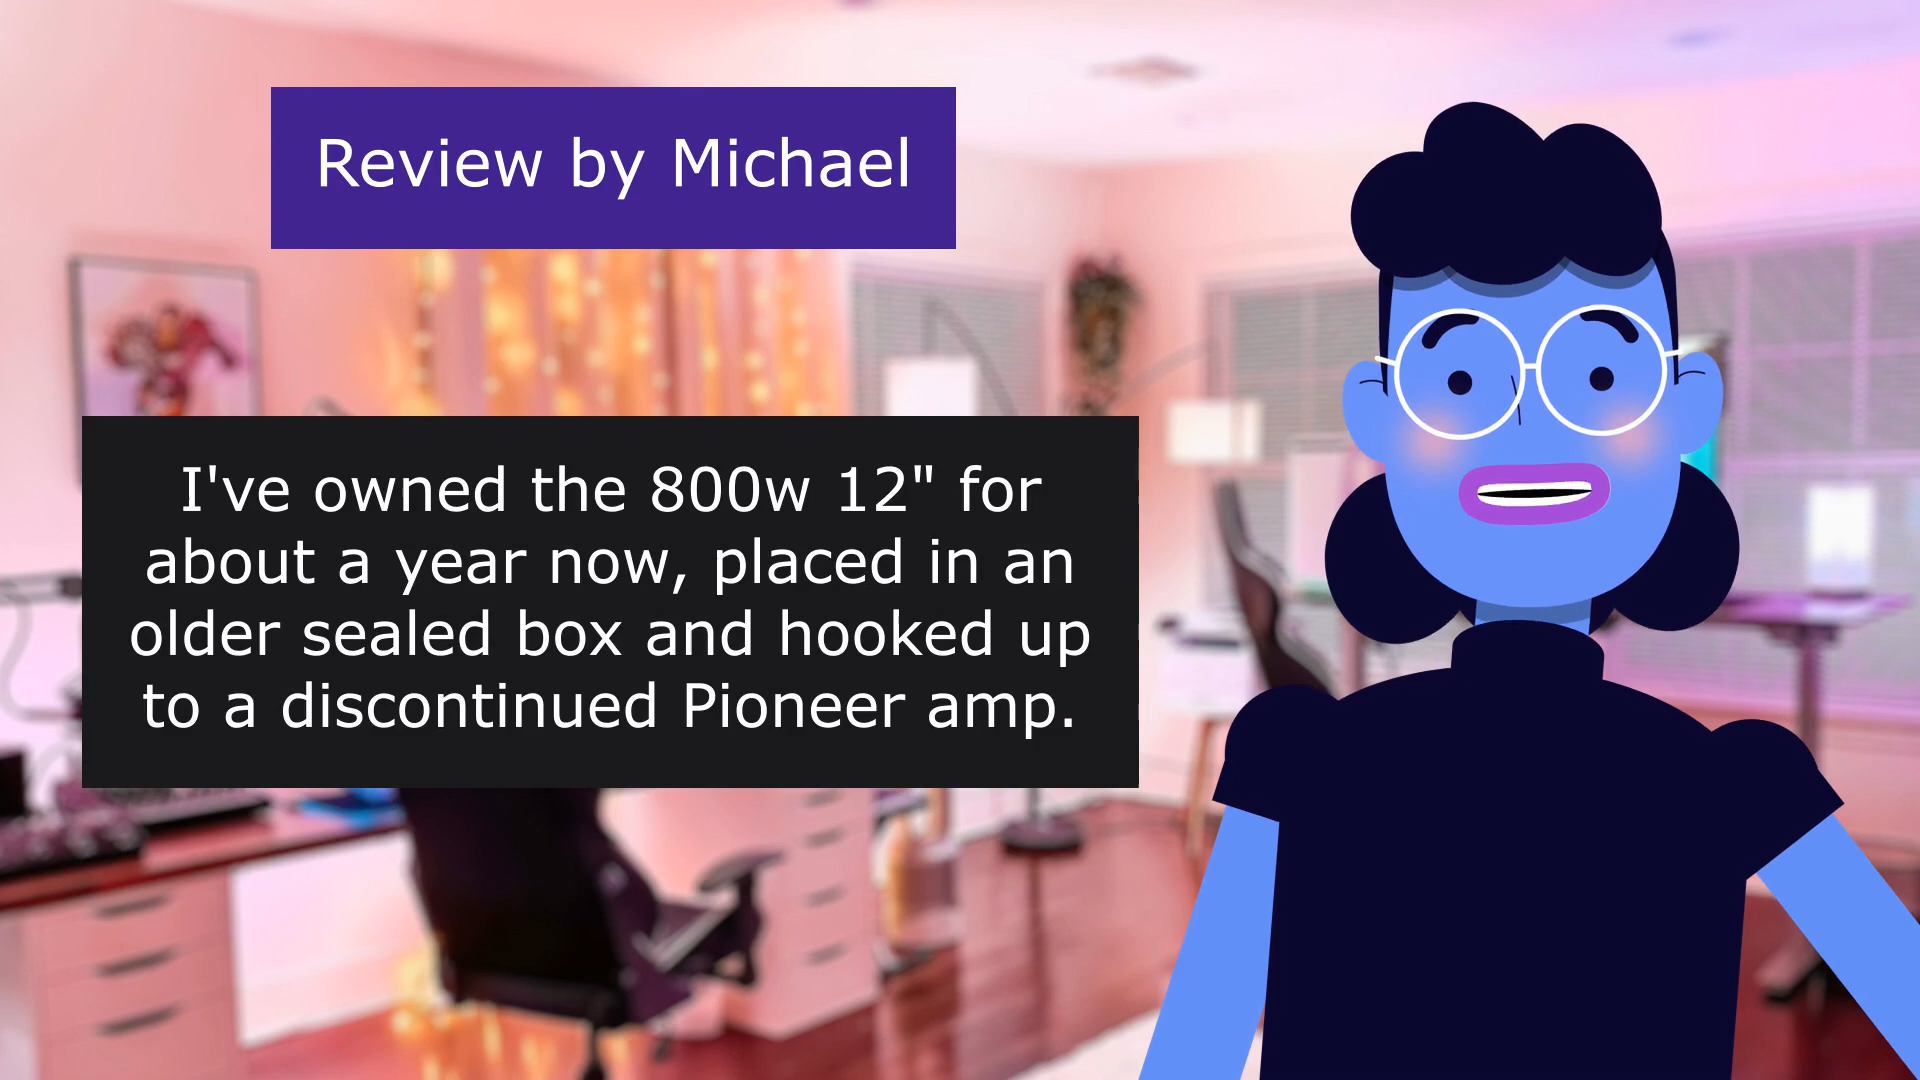 Review by Michael
I've owned the 800w 12" for
about a year now, placed in an
older sealed box and hooked up
to a discontinued Pioneer amp.